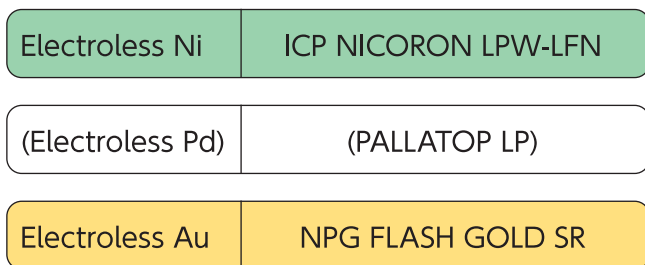 Electroless Ni ICP NICORON LPW-LFN
(Electroless Pd) (PALLATOP LP)
Electroless Au NPG FLASH GOLD SR